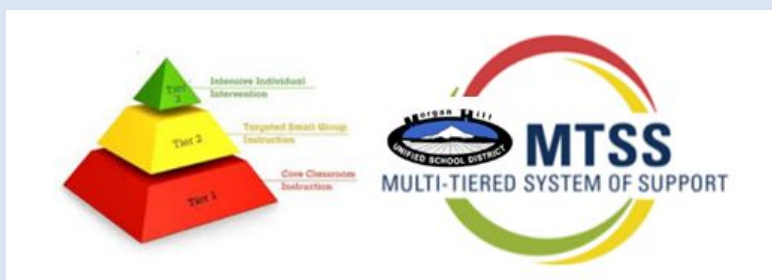 Tier
3
Intensive Individual
Intervention
Tier 2
Targeted Small Group
Instruction
Tier 1
Core Classroom
Instruction
Morgan Hill
UNIFIED SCHOOL DISTRICT
MTSS
MULTI-TIERED SYSTEM OF SUPPORT